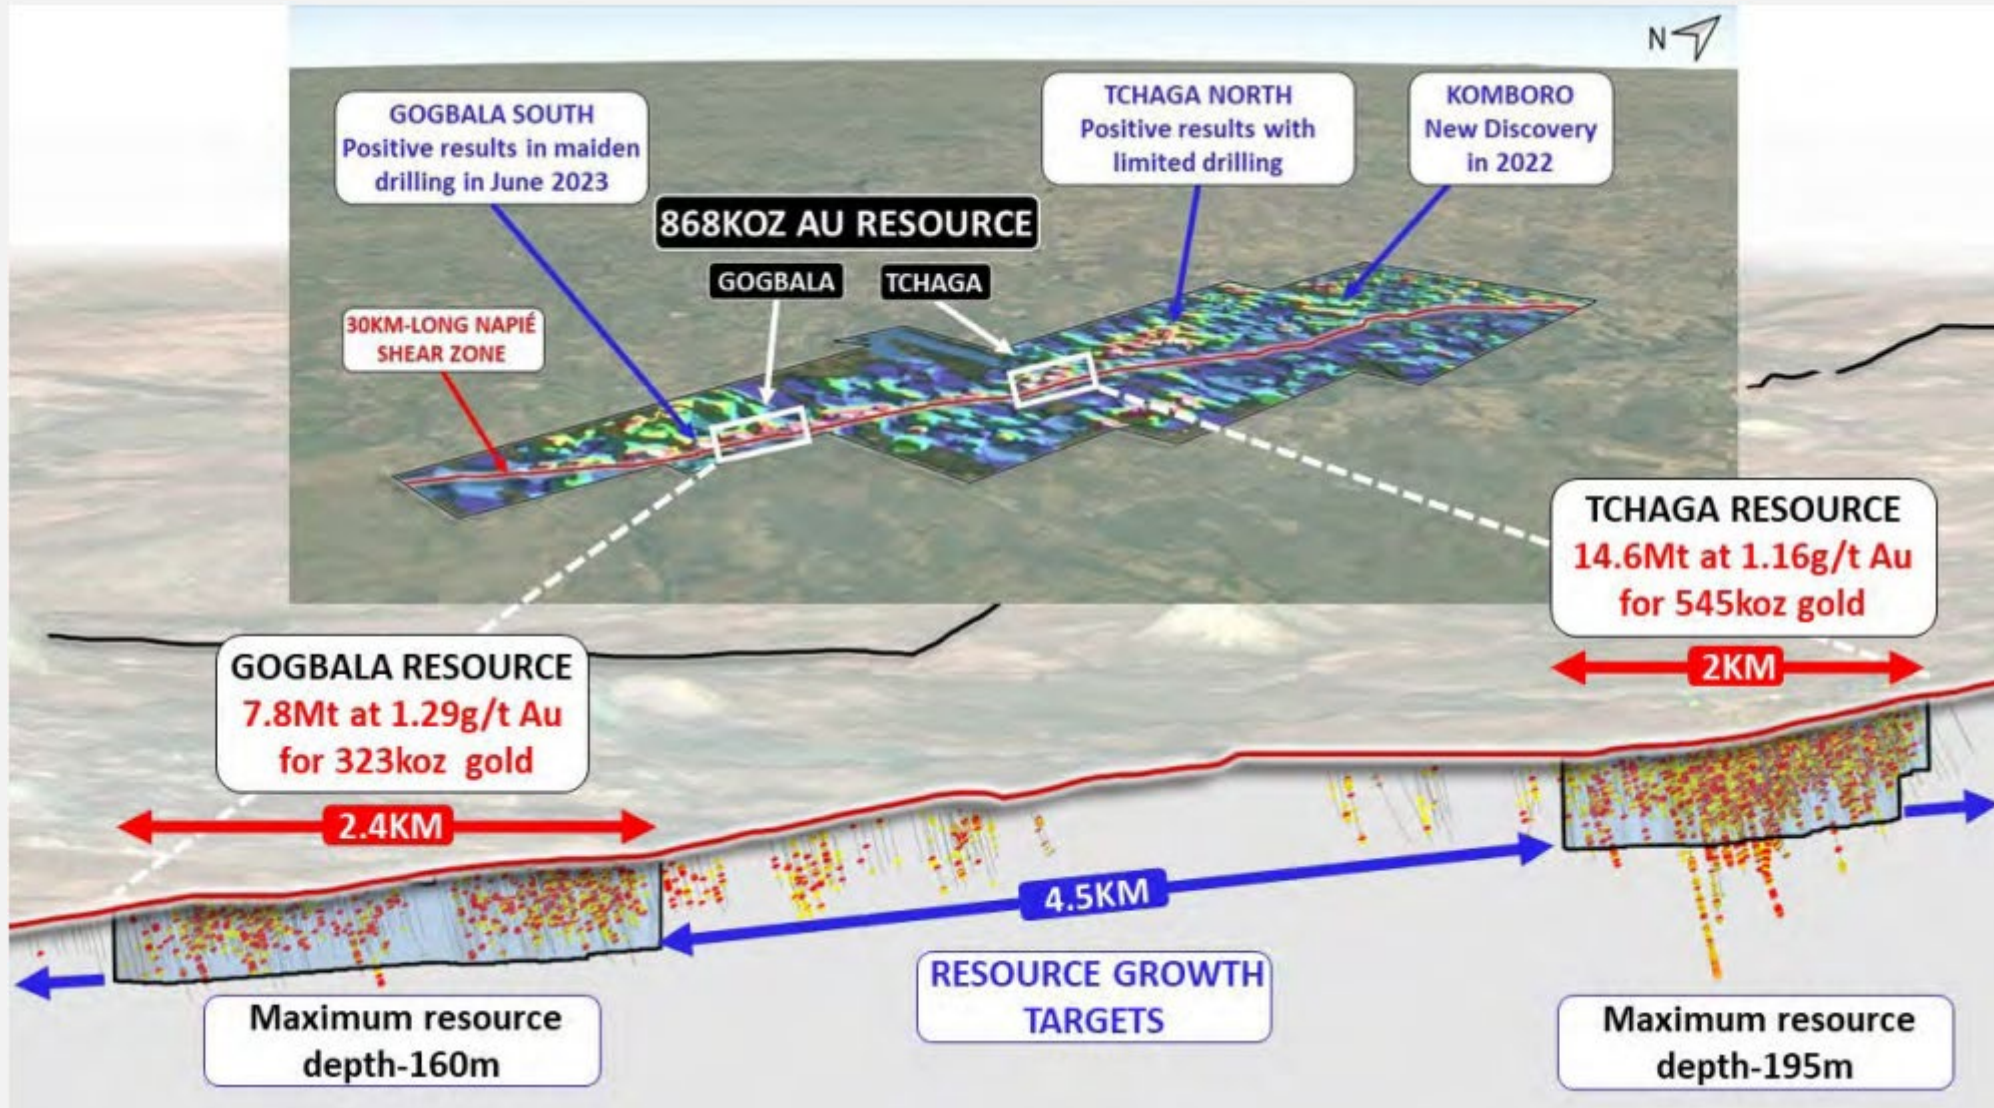 N
GOGBALA SOUTH
Positive results in maiden
drilling in June 2023
TCHAGA NORTH
Positive results with
limited drilling
KOMBORO
New Discovery
in 2022
868KOZ AU RESOURCE
GOGBALA
TCHAGA
30KM-LONG NAPIÉ
SHEAR ZONE
TCHAGA RESOURCE
14.6Mt at 1.16g/t Au
for 545koz gold
2KM
GOGBALA RESOURCE
7.8Mt at 1.29g/t Au
for 323koz gold
2.4KM
4.5KM
RESOURCE GROWTH
TARGETS
Maximum resource
depth-160m
Maximum resource
depth-195m